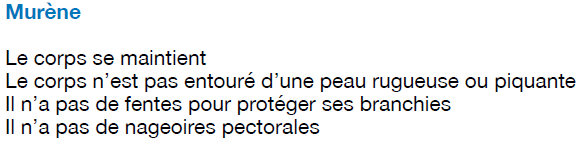 Murène
Le corps se maintient
Le corps n’est pas entouré d’une peau rugueuse ou piquante
Il n’a pas de fentes pour protéger ses branchies
Il n’a pas de nageoires pectorales